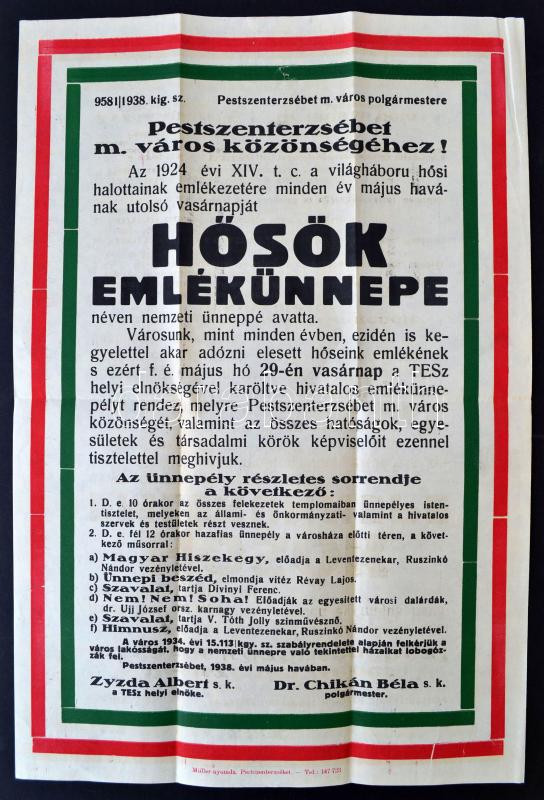 9581|1938. kig. sz. Pestszenterzsébet m. város polgármestere
Pestszenterzsébet
m. város közönségéhez!
Az 1924 évi XIV. t. c. a világháboru hősi
halottainak emlékezetére minden év május havá-
nak utolsó vasárnapját
HŐSÖK
EMLÉKÜNNEPE
néven nemzeti ünneppé avatta.
Városunk, mint minden évben, ezidén is ke-
gyelettel akar adózni elesett hőseink emlékének
s ezért f. é. május hó 29-én vasárnap a TESz
helyi elnökségével karöltve hivatalos emlékünne-
pélyt rendez, melyre Pestszenterzsébet m. város
közönségét, valamint az összes hatóságok, egye-
sületek és társadalmi körök képviselőit ezennel
tisztelettel meghivjuk.
Az ünnepély részletes sorrendje
a következő:
1. D. e. 10 órakor az összes felekezetek templomaiban ünnepélyes isten-
tisztelet, melyeken az állami- és önkormányzati- valamint a hivatalos
szervek és testületek részt vesznek.
2. D. e. fél 12 órakor hazafias ünnepély a városháza előtti téren, a követ-
kező műsorral:
a) Magyar Hiszekegy, előadja a Leventezenekar, Ruszinkó
Nándor vezényletével.
b) Ünnepi beszéd, elmondja vitéz Révay Lajos.
c) Szavalat, tartja Divinyi Ferenc.
d) Nem! Nem! Soha! Előadják az egyesitett városi dalárdák,
dr. Ujj József orsz. karnagy vezényletével.
e) Szavalat, tartja V. Tóth Jolly szinművésznő.
f) Himnusz, előadja a Leventezenekar, Ruszinkó Nándor vezényletével.
A város 1934. évi 15.113|kgy. sz. szabályrendelete alapján felkérjük a
város lakósságát, hogy a nemzeti ünnepre való tekintettel házaikat lobogóz-
zák fel.
Pestszenterzsébet, 1938. évi május havában.
Zyzda Albert s. k. Dr. Chikán Béla s. k.
a TESz helyi elnöke. polgármester.
Müller nyomda, Pestszenterzsébet. — Tel.: 147-723